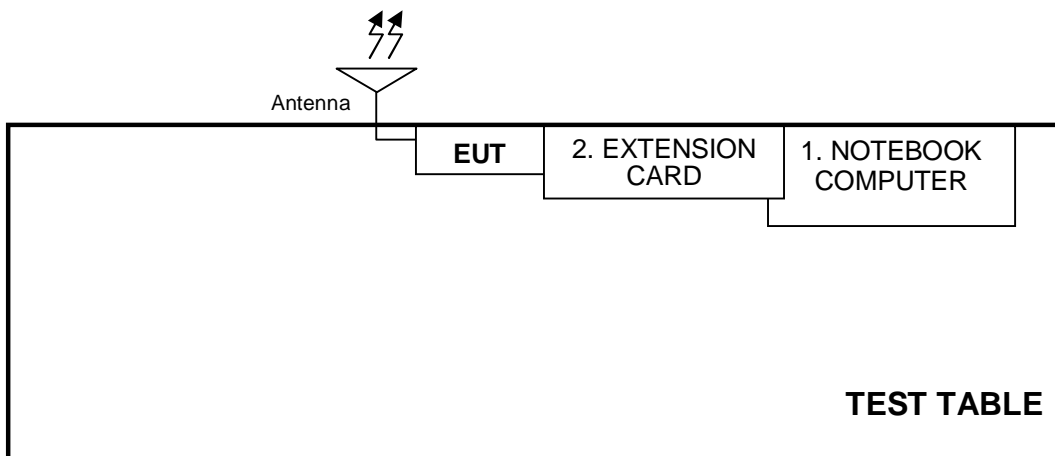 Antenna
EUT
2. EXTENSION
CARD
1. NOTEBOOK
COMPUTER
TEST TABLE